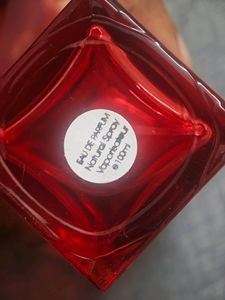 EAU DE PARFUM
Natural Spray
Vaporisateur
e 100ml